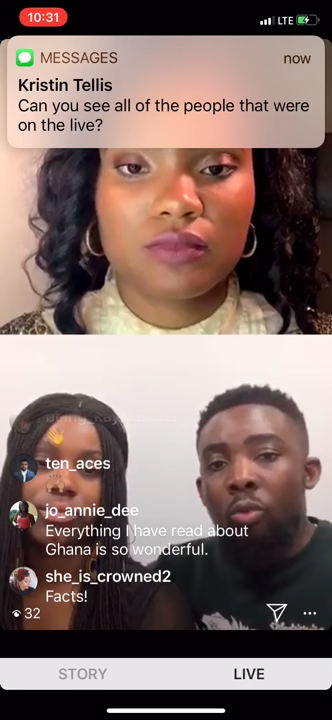 10:31
LTE
MESSAGES
now
Kristin Tellis
Can you see all of the people that were
on the live?
ten_aces
jo_annie_dee
Everything I have read about
Ghana is so wonderful.
she_is_crowned2
Facts!
32
STORY
LIVE